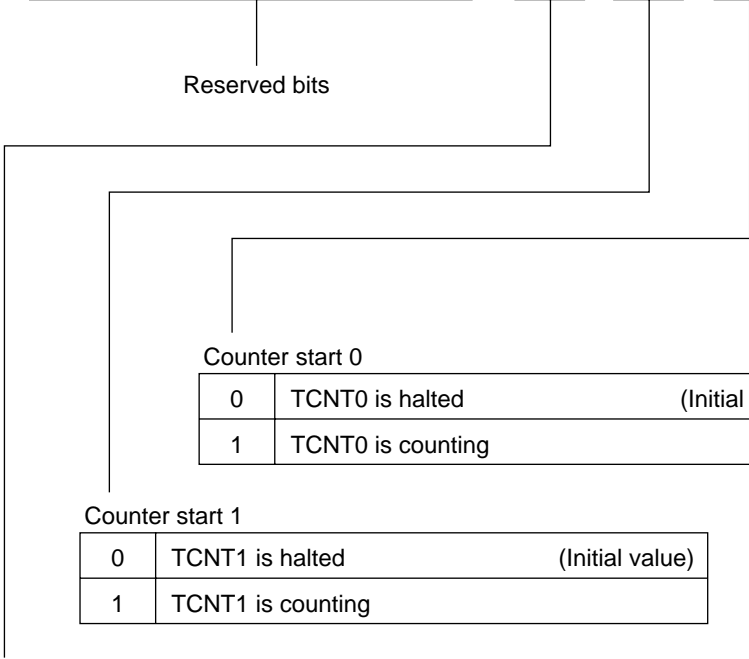 Reserved bits
Counter start 0
0 TCNT0 is halted (Initial
1 TCNT0 is counting
Counter start 1
0 TCNT1 is halted (Initial value)
1 TCNT1 is counting